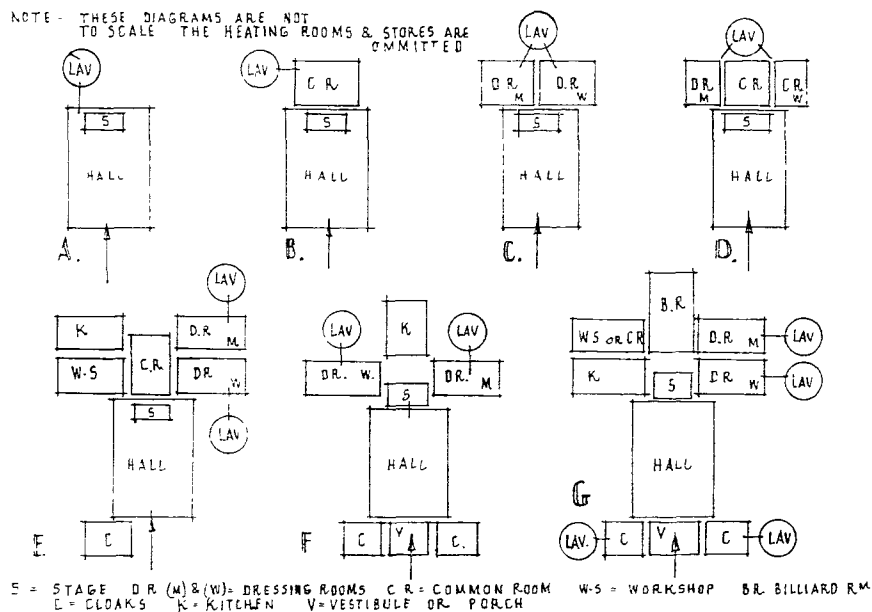 NOTE - THESE DIAGRAMS ARE NOT
TO SCALE THE HEATING ROOMS & STORES ARE
OMMITTED
LAV
S
HALL
A.
LAV
C R
S
HALL
B.
LAV
D.R M
D.R W
S
HALL
C.
LAV
DR M
C R
C R W
S
HALL
D.
LAV
K
D.R M
W-S
C.R
DR W
LAV
S
HALL
C
E
K
LAV
LAV
DR. W.
DR. M
S
HALL
C
V
C.
F
B.R
W S OR CR
D.R M
LAV
K
S
DR W
LAV
HALL
G
LAV.
C
V
C
LAV
S = STAGE D R (M) & (W) = DRESSING ROOMS C R = COMMON ROOM W-S = WORKSHOP BR BILLIARD RM
C = CLOAKS K = KITCHEN V = VESTIBULE OR PORCH